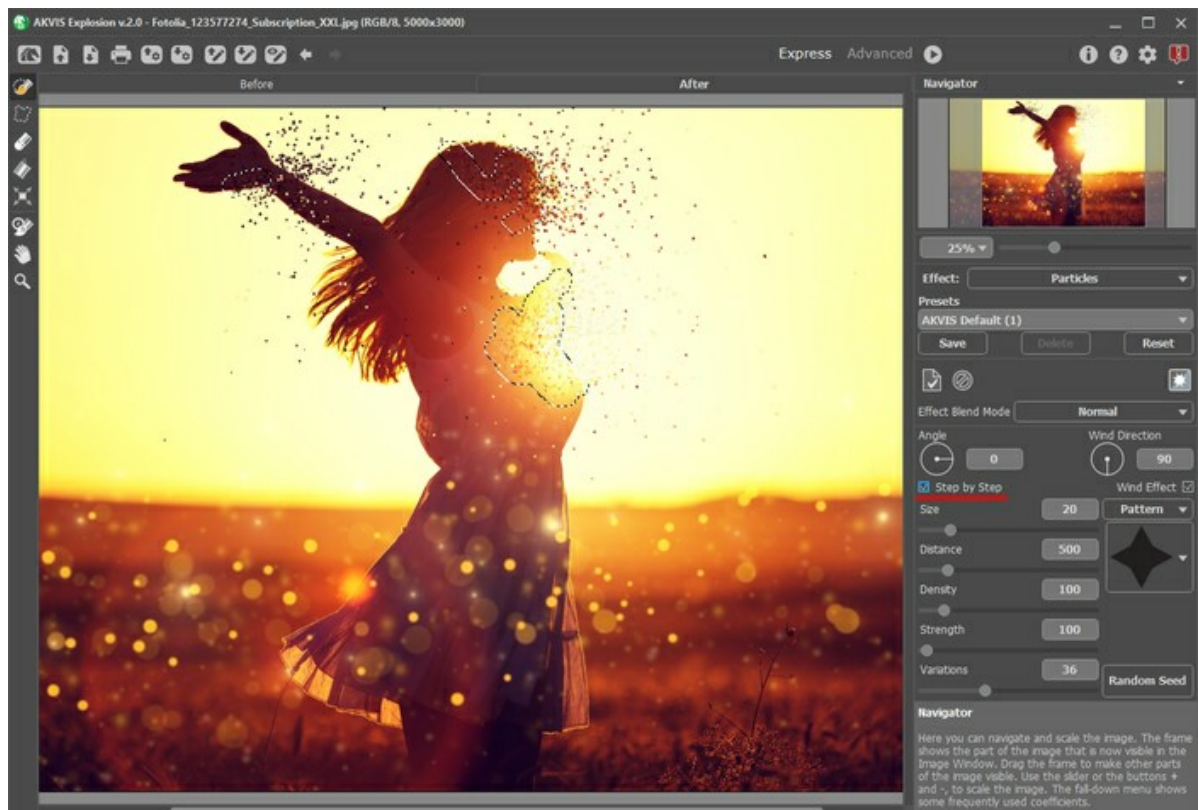 AKVIS Explosion v.2.0 - Fotolia_123577274_Subscription_XXL.jpg (RGB/8, 5000x3000)
Express Advanced
Before After
Navigator
25%
Effect: Particles
Presets
AKVIS Default (1)
Save Delete Reset
Effect Blend Mode Normal
Angle Wind Direction
0 90
Step by Step Wind Effect
Size 20 Pattern
Distance 500
Density 100
Strength 100
Variations 36 Random Seed
Navigator
Here you can navigate and scale the image. The frame
shows the part of the image that is now visible in the
Image Window. Drag the frame to make other parts
of the image visible. Use the slider or the buttons +
and -, to scale the image. The fall-down menu shows
some frequently used coefficients.